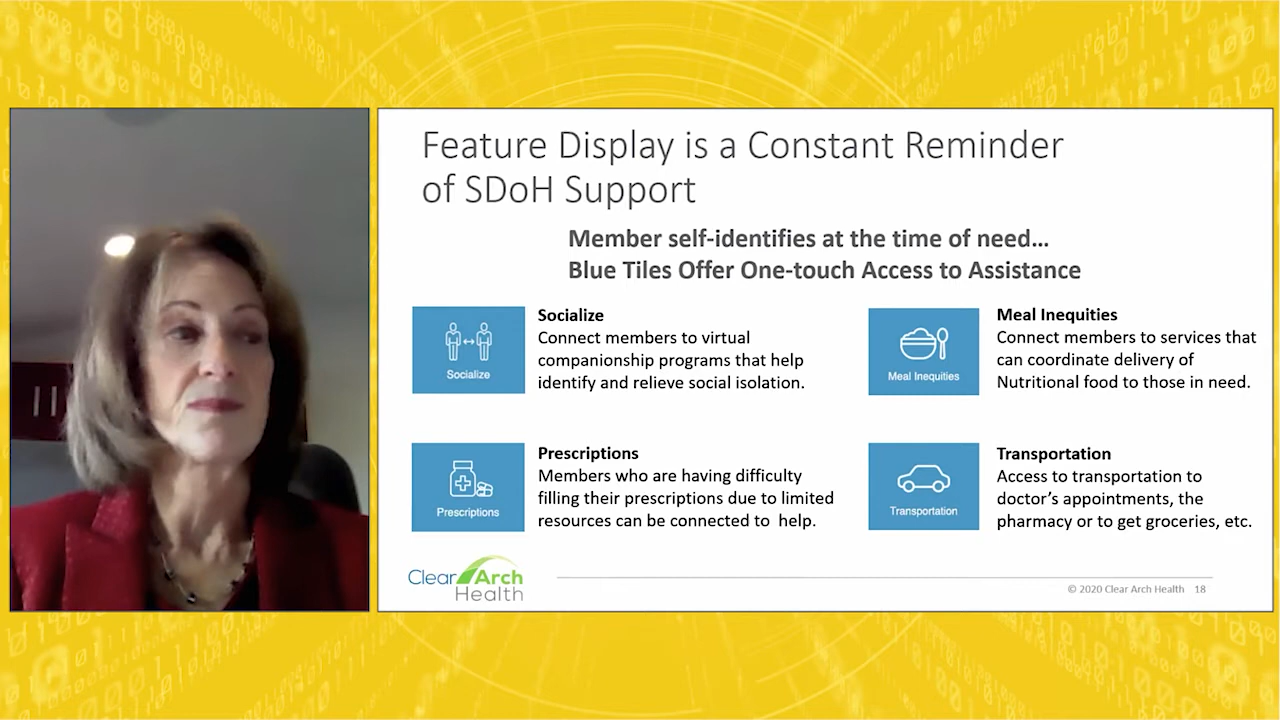 Feature Display is a Constant Reminder
of SDoH Support
Member self-identifies at the time of need...
Blue Tiles Offer One-touch Access to Assistance
Socialize
Socialize
Connect members to virtual
companionship programs that help
identify and relieve social isolation.
Meal Inequities
Meal Inequities
Connect members to services that
can coordinate delivery of
Nutritional food to those in need.
Prescriptions
Prescriptions
Members who are having difficulty
filling their prescriptions due to limited
resources can be connected to help.
Transportation
Transportation
Access to transportation to
doctor's appointments, the
pharmacy or to get groceries, etc.
Clear Arch
Health
© 2020 Clear Arch Health 18